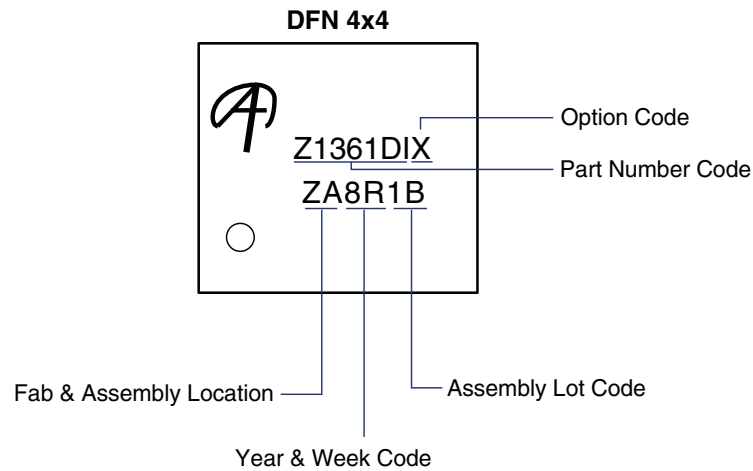 DFN 4x4
Option Code
Z1361DIX
Part Number Code
ZA8R1B
Fab & Assembly Location
Assembly Lot Code
Year & Week Code